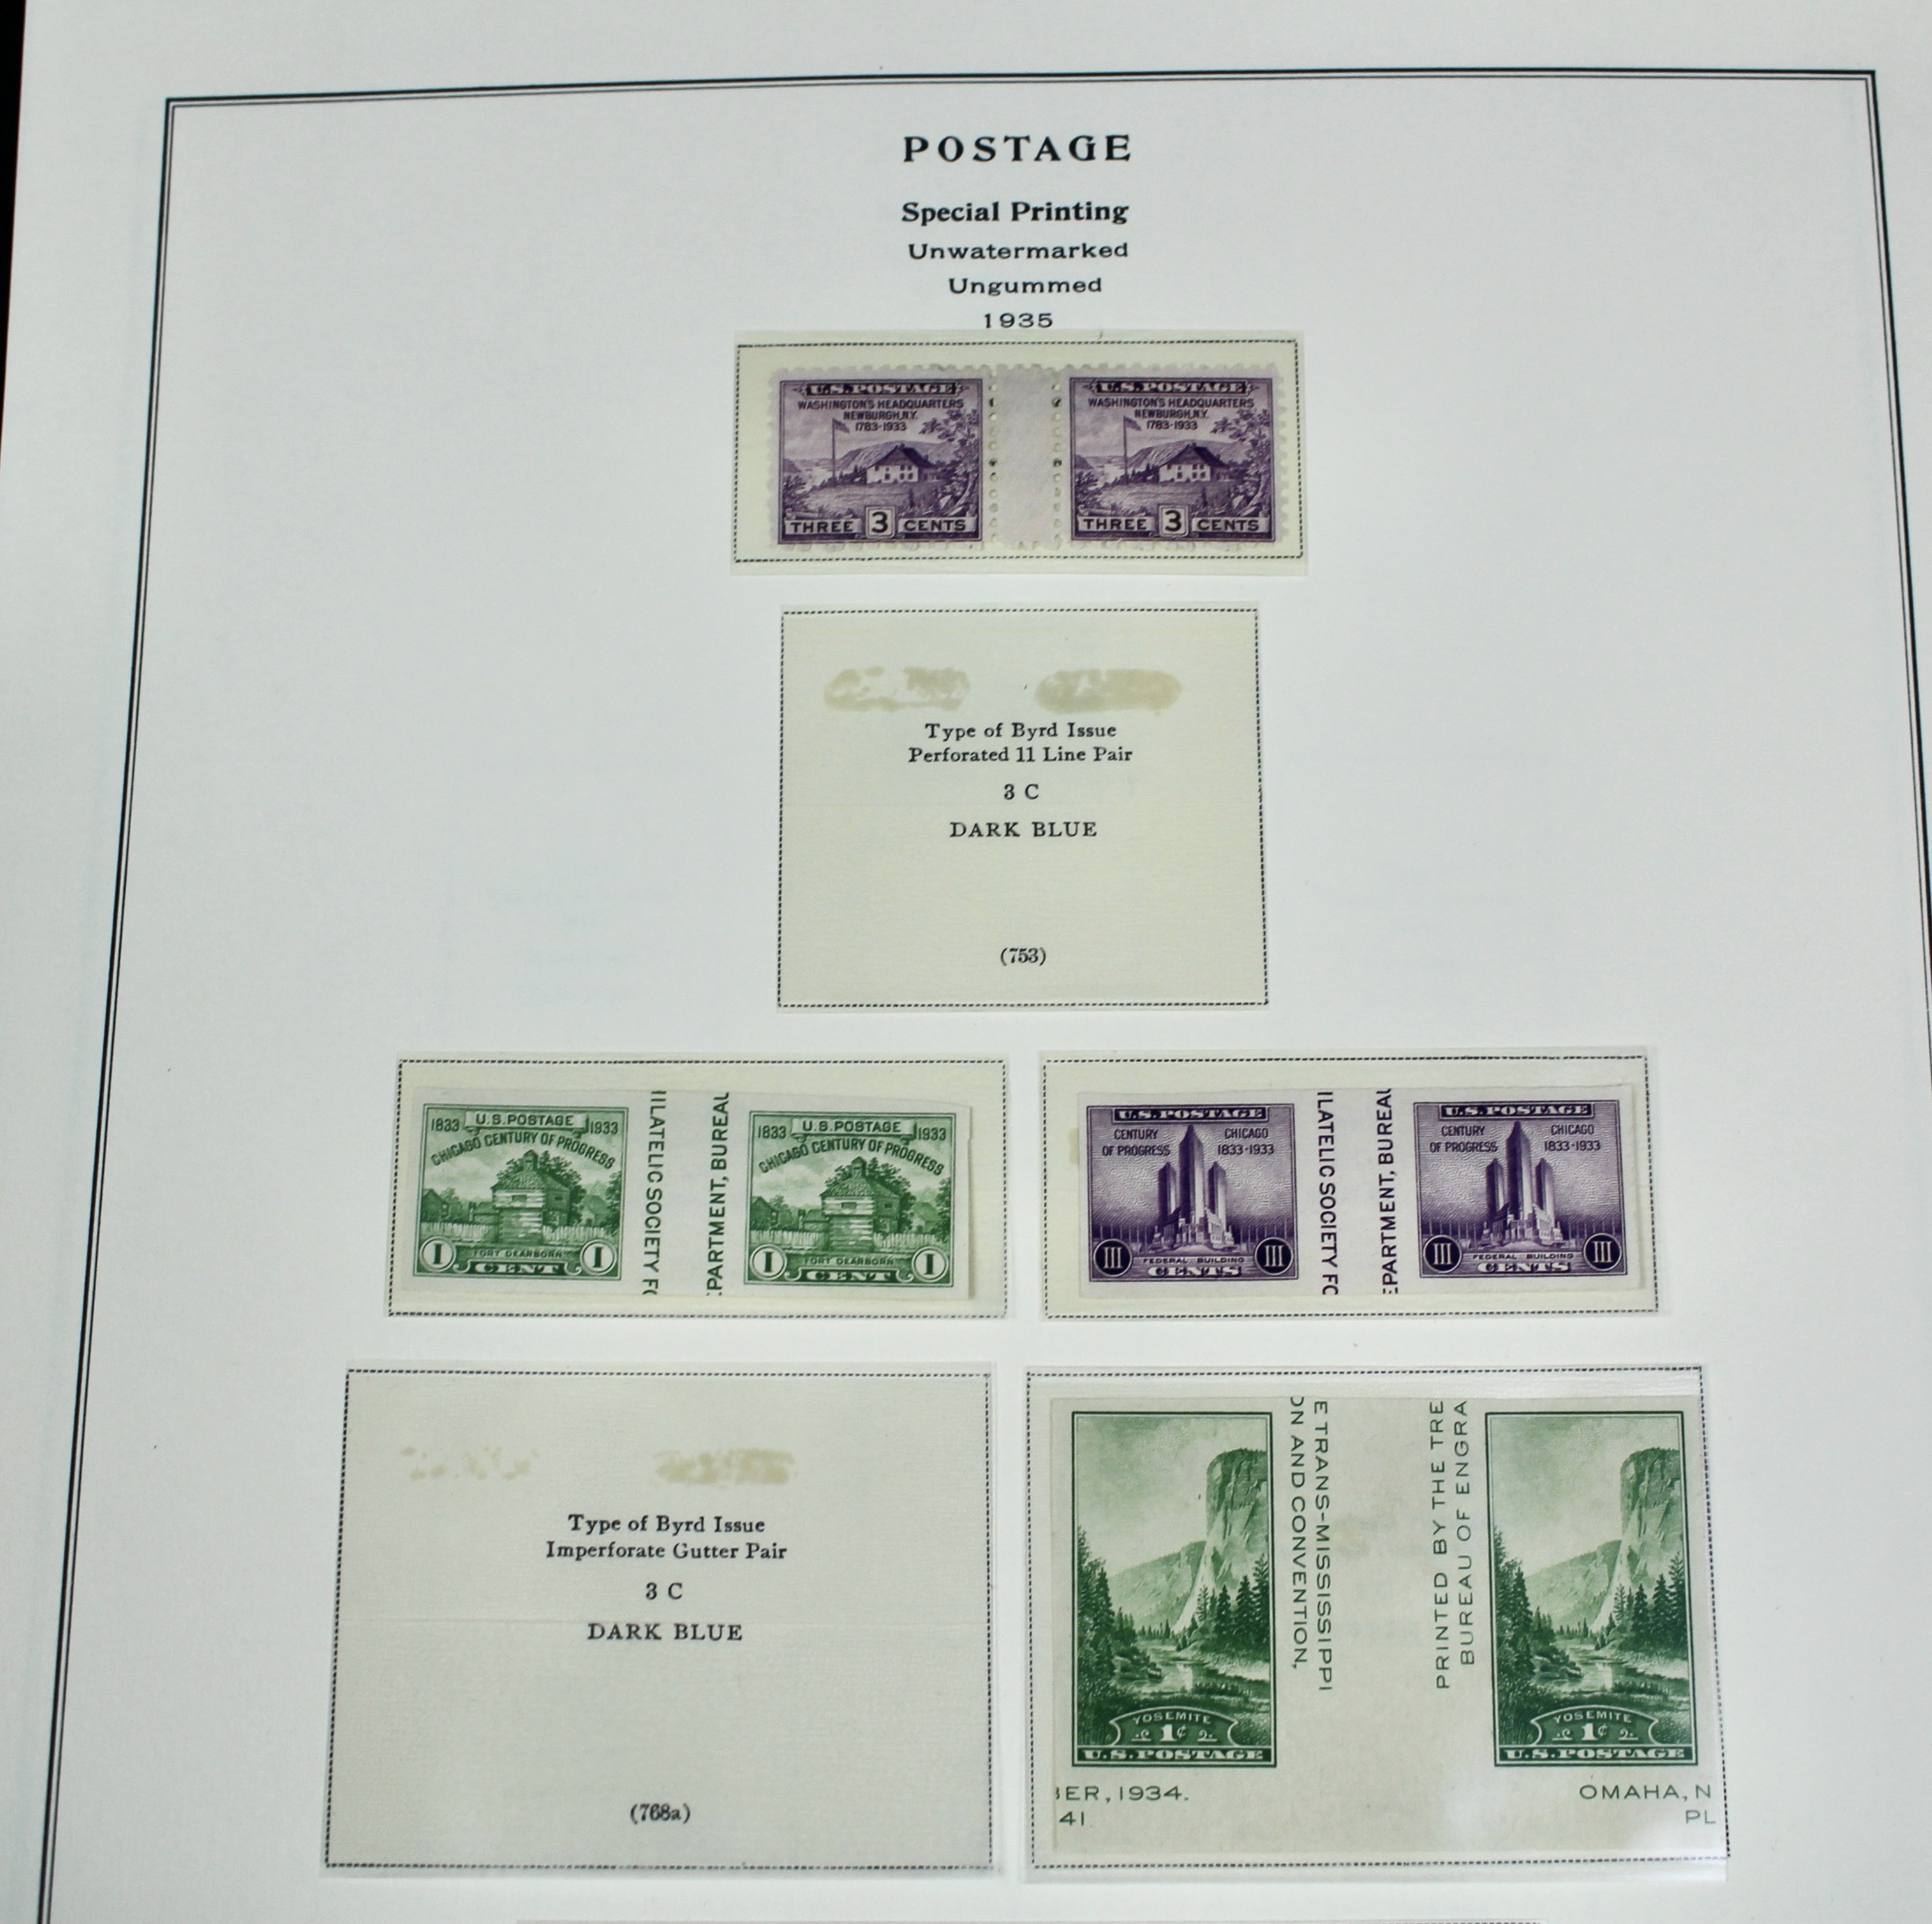 POSTAGE
Special Printing
Unwatermarked
Ungummed
1935
U.S. POSTAGE
WASHINGTON'S HEADQUARTERS
NEWBURGH, N.Y.
1783-1933
THREE 3 CENTS
U.S. POSTAGE
WASHINGTON'S HEADQUARTERS
NEWBURGH, N.Y.
1783-1933
THREE 3 CENTS
Type of Byrd Issue
Perforated 11 Line Pair
3 C
DARK BLUE
(753)
1833 U.S. POSTAGE 1933
CHICAGO CENTURY OF PROGRESS
1 FORT DEARBORN 1
CENT
ILATELIC SOCIETY FO
EPARTMENT, BUREAU
1833 U.S. POSTAGE 1933
CHICAGO CENTURY OF PROGRESS
1 FORT DEARBORN 1
CENT
U.S. POSTAGE
CENTURY CHICAGO
OF PROGRESS 1833-1933
III FEDERAL BUILDING III
CENTS
ILATELIC SOCIETY FO
EPARTMENT, BUREAU
U.S. POSTAGE
CENTURY CHICAGO
OF PROGRESS 1833-1933
III FEDERAL BUILDING III
CENTS
Type of Byrd Issue
Imperforate Gutter Pair
3 C
DARK BLUE
(768a)
YOSEMITE
1¢
U.S. POSTAGE
E TRANS-MISSISSIPPI
ON AND CONVENTION,
PRINTED BY THE TRE
BUREAU OF ENGRA
YOSEMITE
1¢
U.S. POSTAGE
BER, 1934.
41
OMAHA, N
PL